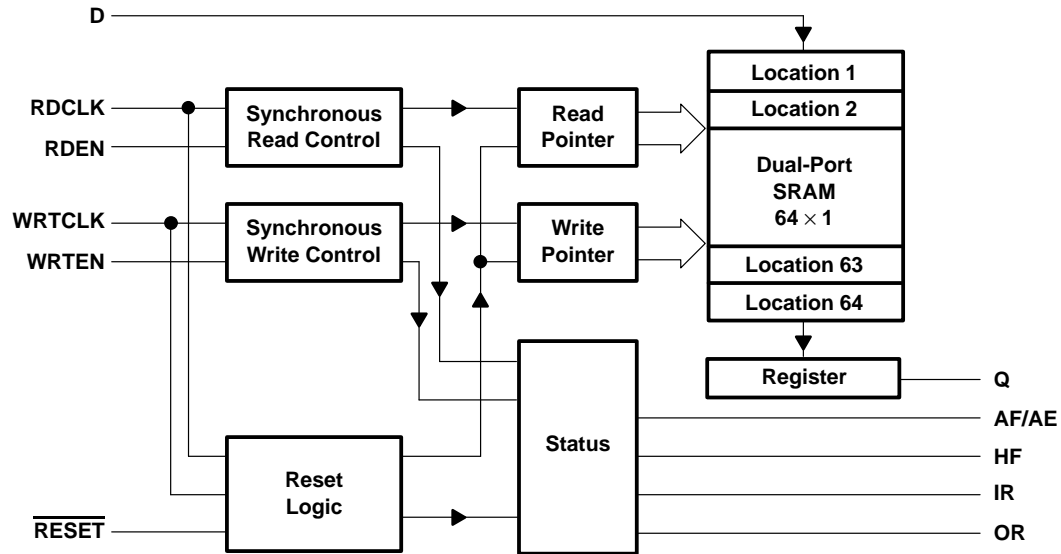 D
RDCLK
RDEN
WRTCLK
WRTEN
RESET
Synchronous
Read Control
Synchronous
Write Control
Reset
Logic
Read
Pointer
Write
Pointer
Status
Location 1
Location 2
Dual-Port
SRAM
64 × 1
Location 63
Location 64
Register
Q
AF/AE
HF
IR
OR